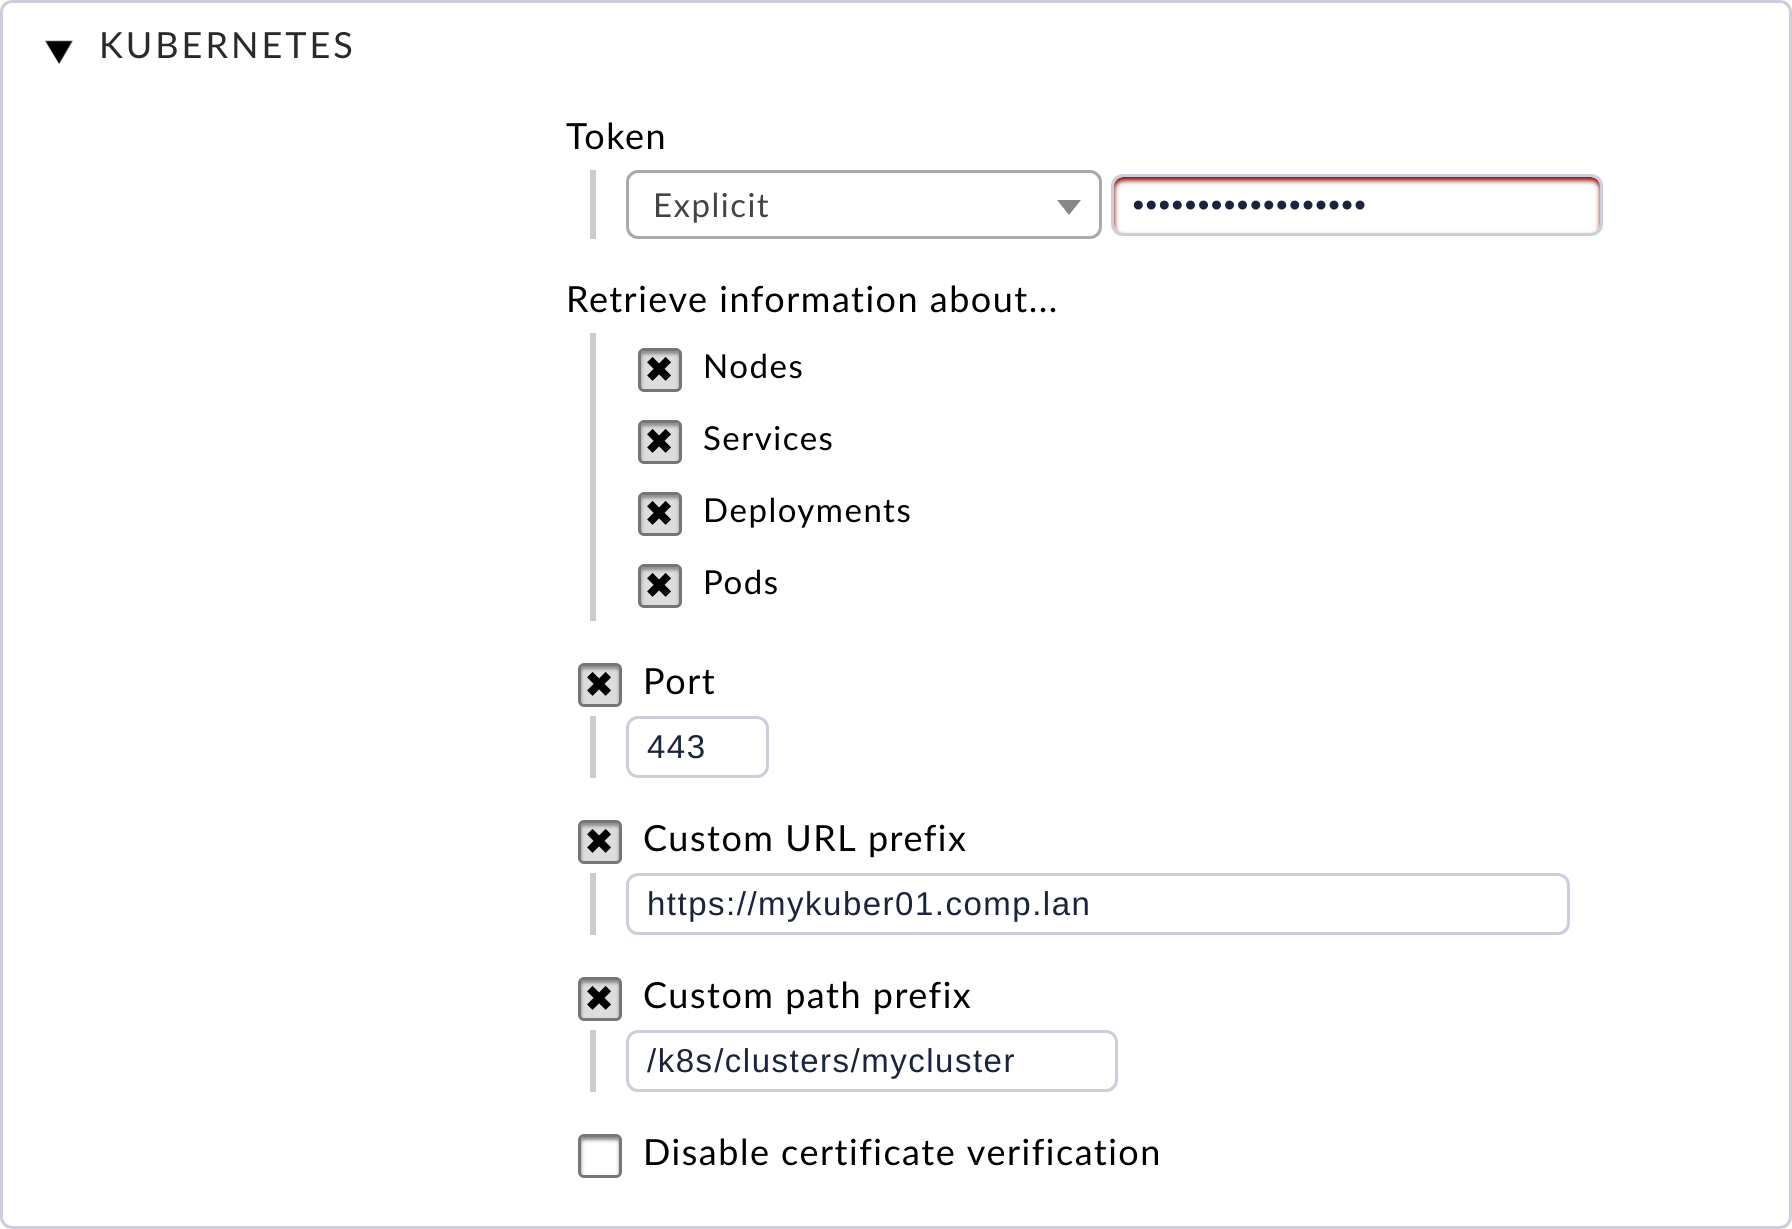 KUBERNETES
Token
Explicit ••••••••••••••••••
Retrieve information about...
Nodes
Services
Deployments
Pods
Port
443
Custom URL prefix
https://mykuber01.comp.lan
Custom path prefix
/k8s/clusters/mycluster
Disable certificate verification